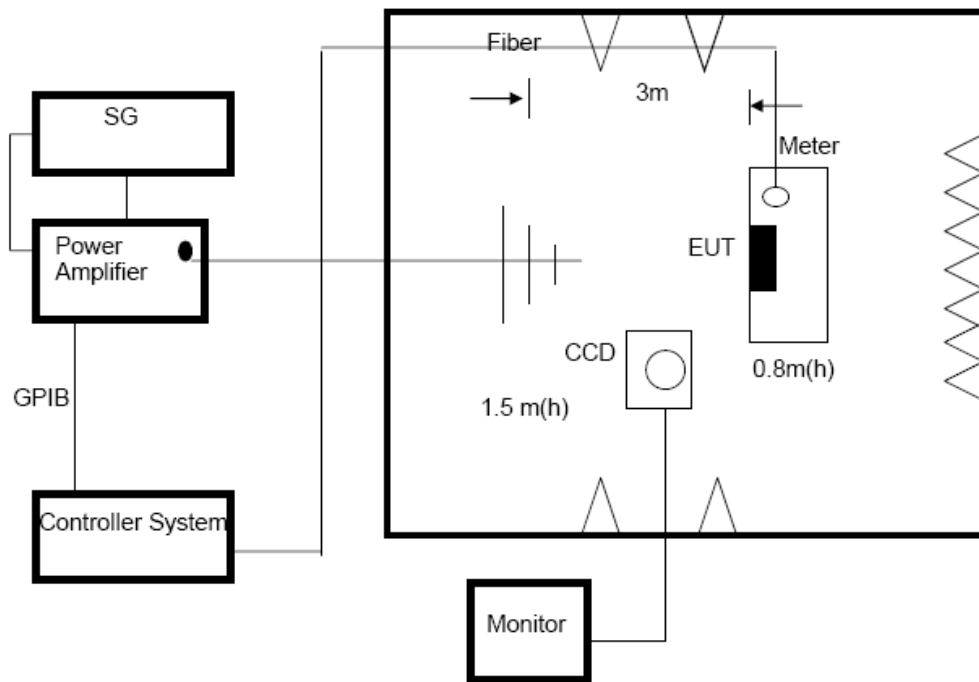 Fiber
3m
SG
Meter
Power
Amplifier
EUT
CCD
0.8m(h)
GPIB
1.5 m(h)
Controller System
Monitor